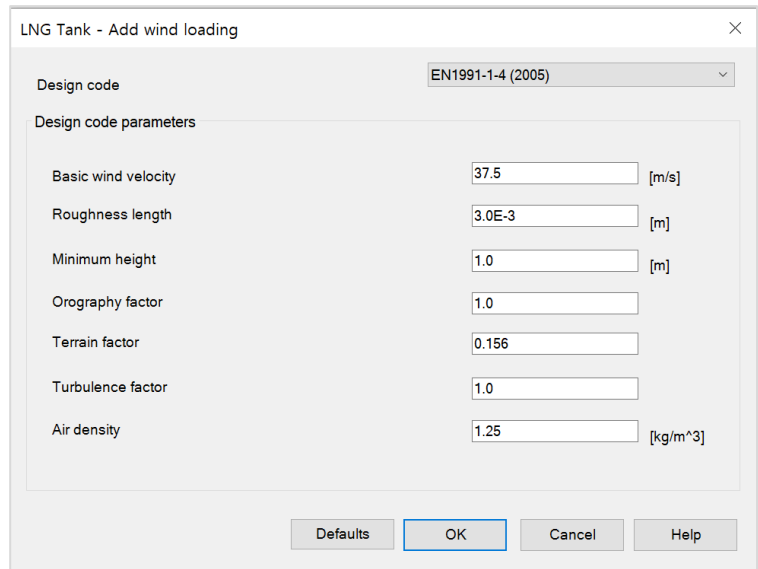 LNG Tank - Add wind loading
Design code EN1991-1-4 (2005)
Design code parameters
Basic wind velocity 37.5 [m/s]
Roughness length 3.0E-3 [m]
Minimum height 1.0 [m]
Orography factor 1.0
Terrain factor 0.156
Turbulence factor 1.0
Air density 1.25 [kg/m^3]
Defaults OK Cancel Help